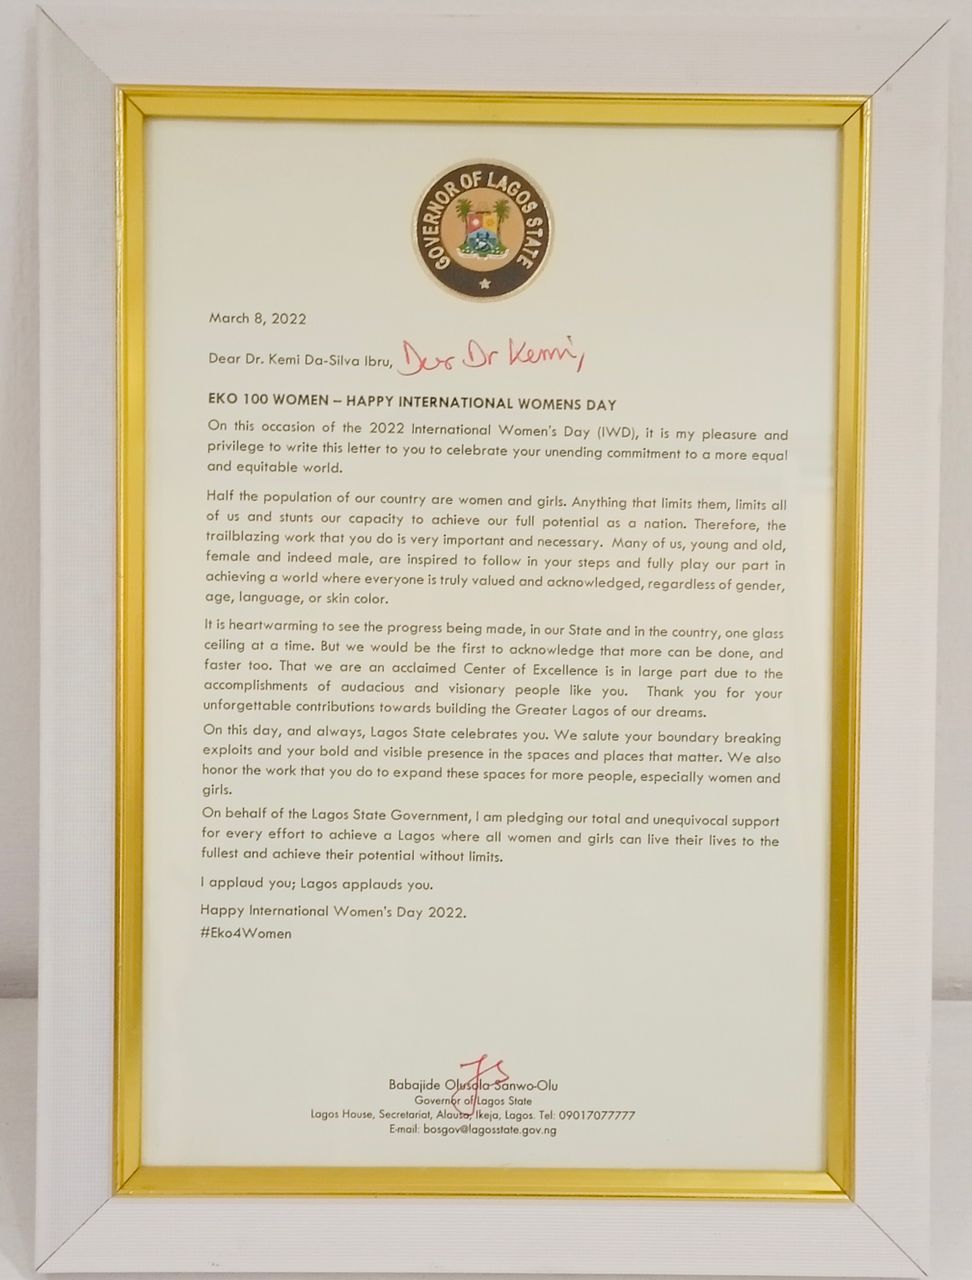 GOVERNOR OF LAGOS STATE
March 8, 2022
Dear Dr. Kemi Da-Silva Ibru, Dear Dr Kemi,
EKO 100 WOMEN – HAPPY INTERNATIONAL WOMENS DAY
On this occasion of the 2022 International Women's Day (IWD), it is my pleasure and
privilege to write this letter to you to celebrate your unending commitment to a more equal
and equitable world.
Half the population of our country are women and girls. Anything that limits them, limits all
of us and stunts our capacity to achieve our full potential as a nation. Therefore, the
trailblazing work that you do is very important and necessary. Many of us, young and old,
female and indeed male, are inspired to follow in your steps and fully play our part in
achieving a world where everyone is truly valued and acknowledged, regardless of gender,
age, language, or skin color.
It is heartwarming to see the progress being made, in our State and in the country, one glass
ceiling at a time. But we would be the first to acknowledge that more can be done, and
faster too. That we are an acclaimed Center of Excellence is in large part due to the
accomplishments of audacious and visionary people like you. Thank you for your
unforgettable contributions towards building the Greater Lagos of our dreams.
On this day, and always, Lagos State celebrates you. We salute your boundary breaking
exploits and your bold and visible presence in the spaces and places that matter. We also
honor the work that you do to expand these spaces for more people, especially women and
girls.
On behalf of the Lagos State Government, I am pledging our total and unequivocal support
for every effort to achieve a Lagos where all women and girls can live their lives to the
fullest and achieve their potential without limits.
I applaud you; Lagos applauds you.
Happy International Women's Day 2022.
#Eko4Women
Babajide Olusola Sanwo-Olu
Governor of Lagos State
Lagos House, Secretariat, Alausa, Ikeja, Lagos. Tel: 09017077777
E-mail: bosgov@lagosstate.gov.ng